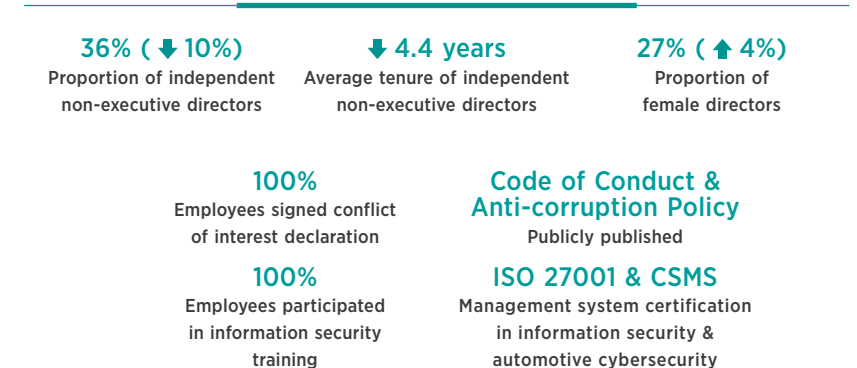 36% ( ⬇ 10%)
Proportion of independent
non-executive directors
⬇ 4.4 years
Average tenure of independent
non-executive directors
27% ( ⬆ 4%)
Proportion of
female directors
100%
Employees signed conflict
of interest declaration
Code of Conduct &
Anti-corruption Policy
Publicly published
100%
Employees participated
in information security
training
ISO 27001 & CSMS
Management system certification
in information security &
automotive cybersecurity